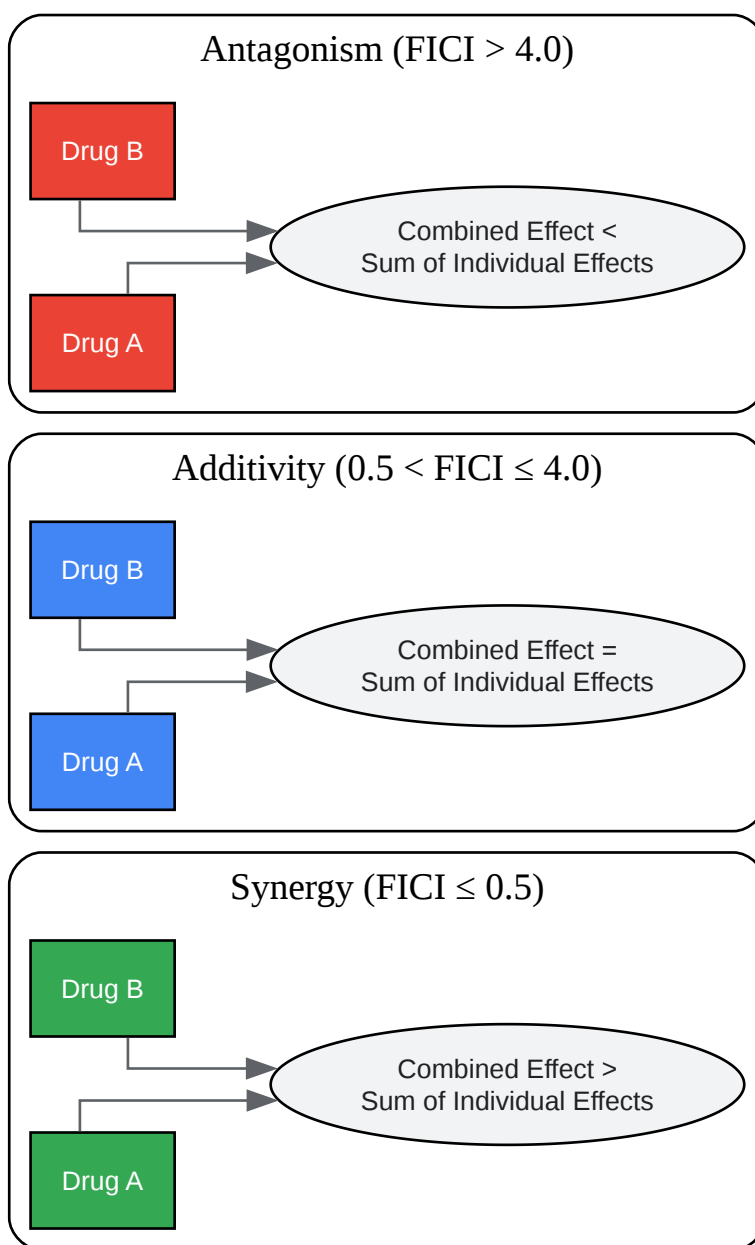 Antagonism (FICI > 4.0)
Drug B
Combined Effect <
Sum of Individual Effects
Drug A
Additivity (0.5 < FICI ≤ 4.0)
Drug B
Combined Effect =
Sum of Individual Effects
Drug A
Synergy (FICI ≤ 0.5)
Drug B
Combined Effect >
Sum of Individual Effects
Drug A